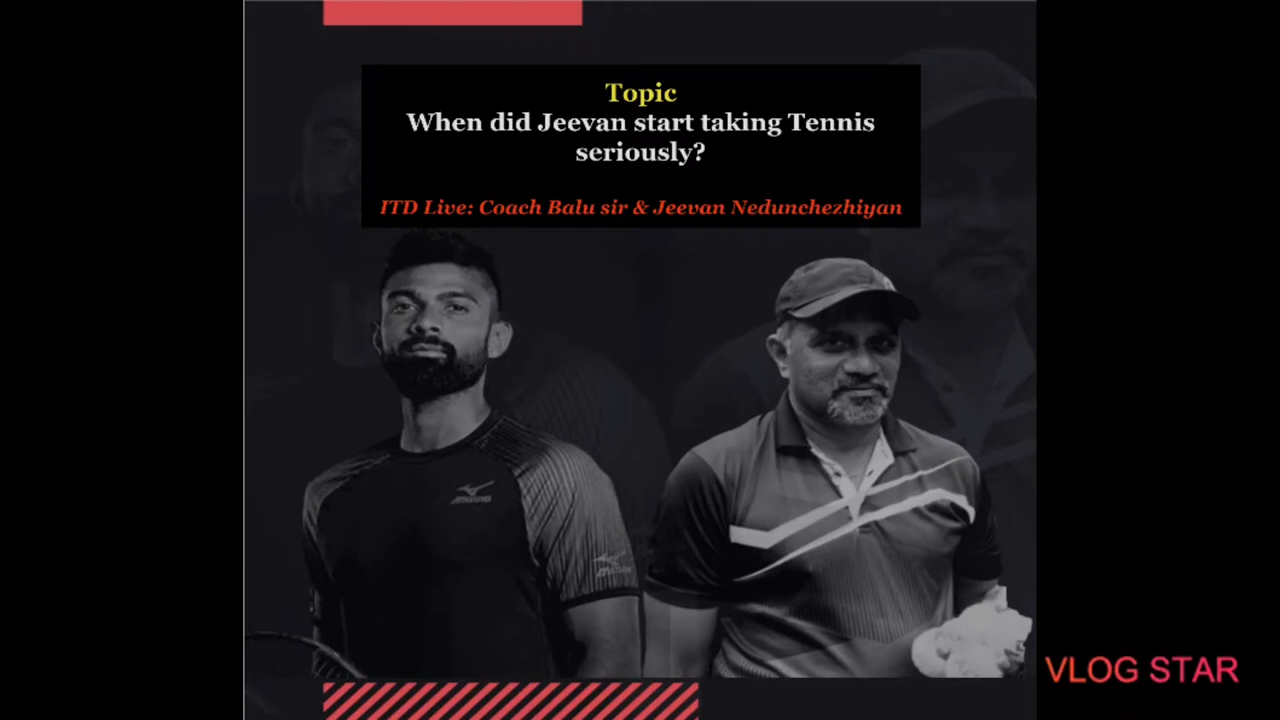 Topic
When did Jeevan start taking Tennis
seriously?
ITD Live: Coach Balu sir & Jeevan Nedunchezhiyan
VLOG STAR